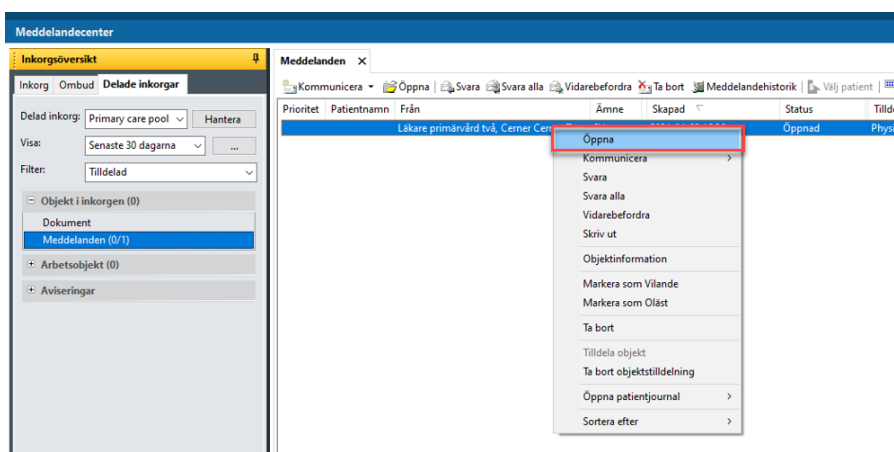 Meddelandecenter
Inkorgsöversikt
Inkorg Ombud Delade inkorgar
Delad inkorg: Primary care pool Hantera
Visa: Senaste 30 dagarna ...
Filter: Tilldelad
Objekt i inkorgen (0)
Dokument
Meddelanden (0/1)
Arbetsobjekt (0)
Aviseringar
Meddelanden X
Kommunicera Öppna Svara Svara alla Vidarebefordra Ta bort Meddelandehistorik Välj patient
Prioritet Patientnamn Från Ämne Skapad Status
Läkare primärvård två, Cerner Öppnad
Öppna
Kommunicera
Svara
Svara alla
Vidarebefordra
Skriv ut
Objektinformation
Markera som Vilande
Markera som Oläst
Ta bort
Tilldela objekt
Ta bort objektstilldelning
Öppna patientjournal
Sortera efter